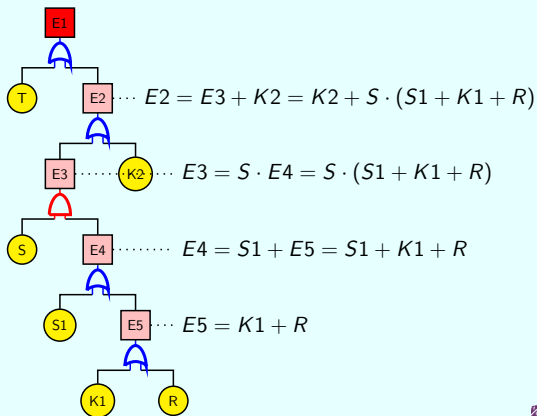 E1
T
E2
E2 = E3 + K2 = K2 + S · (S1 + K1 + R)
E3
K2
E3 = S · E4 = S · (S1 + K1 + R)
S
E4
E4 = S1 + E5 = S1 + K1 + R
S1
E5
E5 = K1 + R
K1
R